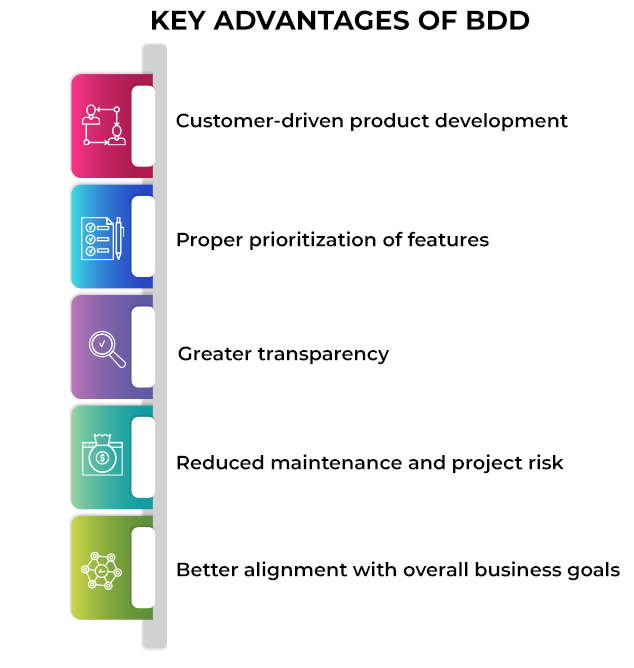 KEY ADVANTAGES OF BDD
Customer-driven product development
Proper prioritization of features
Greater transparency
Reduced maintenance and project risk
Better alignment with overall business goals